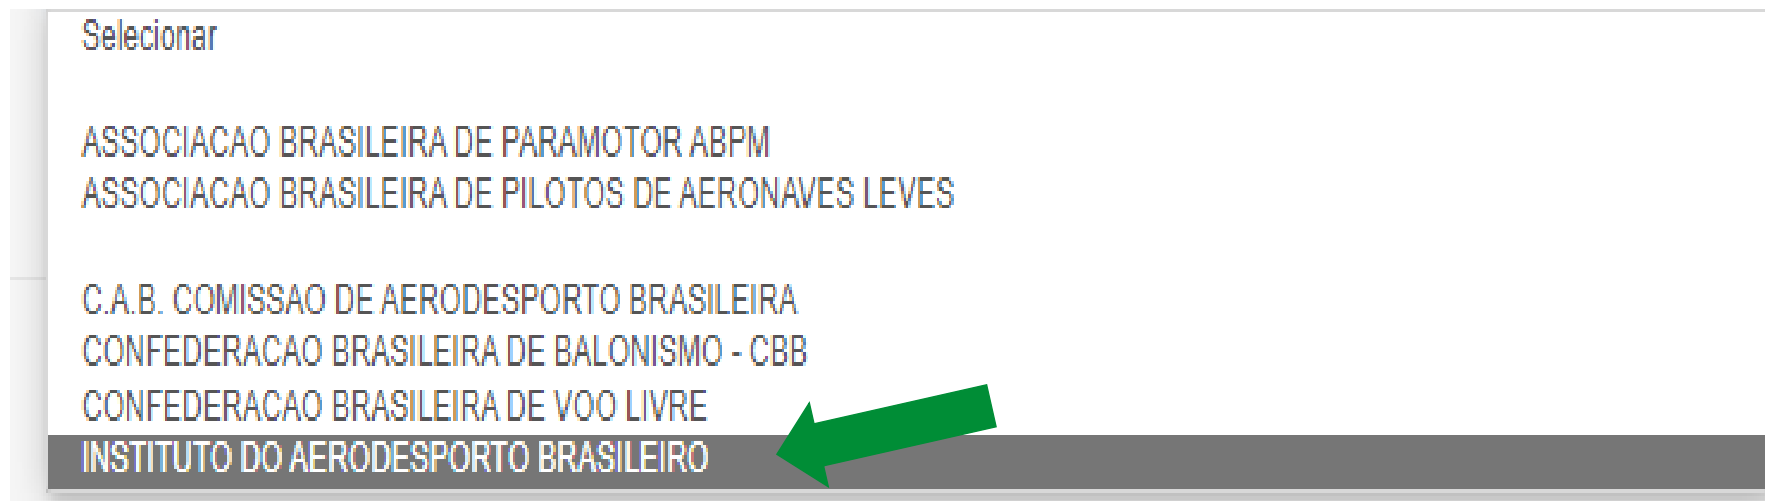 Selecionar
ASSOCIACAO BRASILEIRA DE PARAMOTOR ABPM
ASSOCIACAO BRASILEIRA DE PILOTOS DE AERONAVES LEVES
C.A.B. COMISSAO DE AERODESPORTO BRASILEIRA
CONFEDERACAO BRASILEIRA DE BALONISMO - CBB
CONFEDERACAO BRASILEIRA DE VOO LIVRE
INSTITUTO DO AERODESPORTO BRASILEIRO